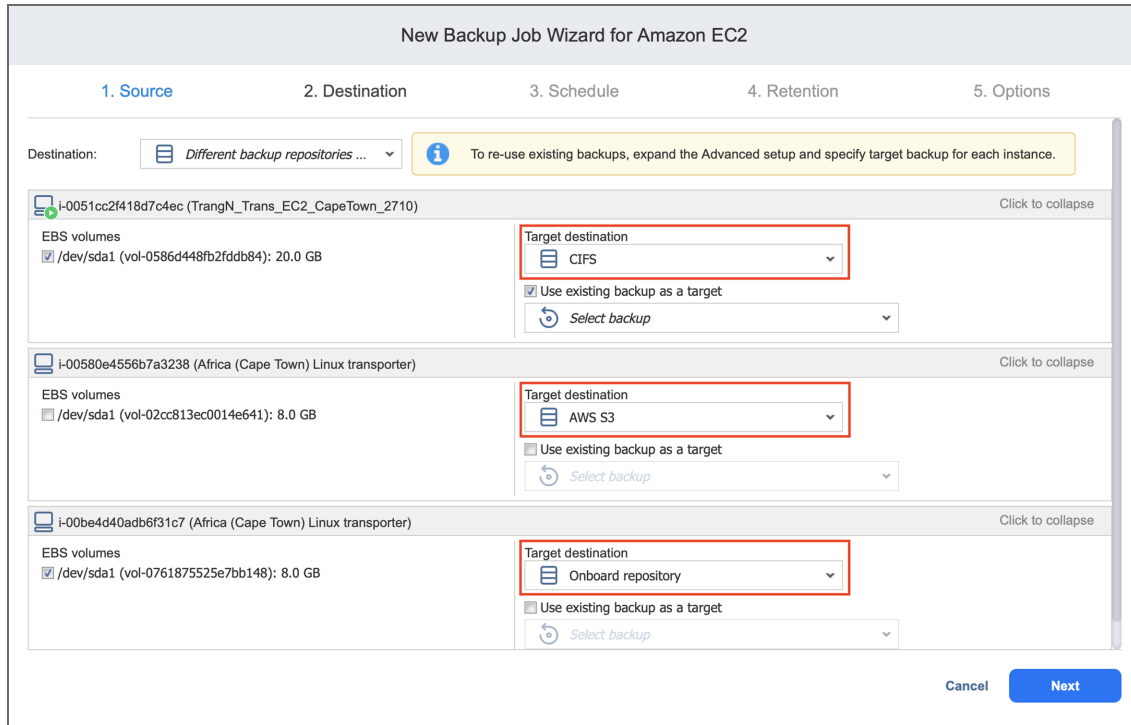 New Backup Job Wizard for Amazon EC2
1. Source 2. Destination 3. Schedule 4. Retention 5. Options
Destination: Different backup repositories ... To re-use existing backups, expand the Advanced setup and specify target backup for each instance.
i-0051cc2f418d7c4ec (TrangN_Trans_EC2_CapeTown_2710) Click to collapse
EBS volumes Target destination
/dev/sda1 (vol-0586d448fb2fddb84): 20.0 GB CIFS
Use existing backup as a target
Select backup
i-00580e4556b7a3238 (Africa (Cape Town) Linux transporter) Click to collapse
EBS volumes Target destination
/dev/sda1 (vol-02cc813ec0014e641): 8.0 GB AWS S3
Use existing backup as a target
Select backup
i-00be4d40adb6f31c7 (Africa (Cape Town) Linux transporter) Click to collapse
EBS volumes Target destination
/dev/sda1 (vol-0761875525e7bb148): 8.0 GB Onboard repository
Use existing backup as a target
Select backup
Cancel Next